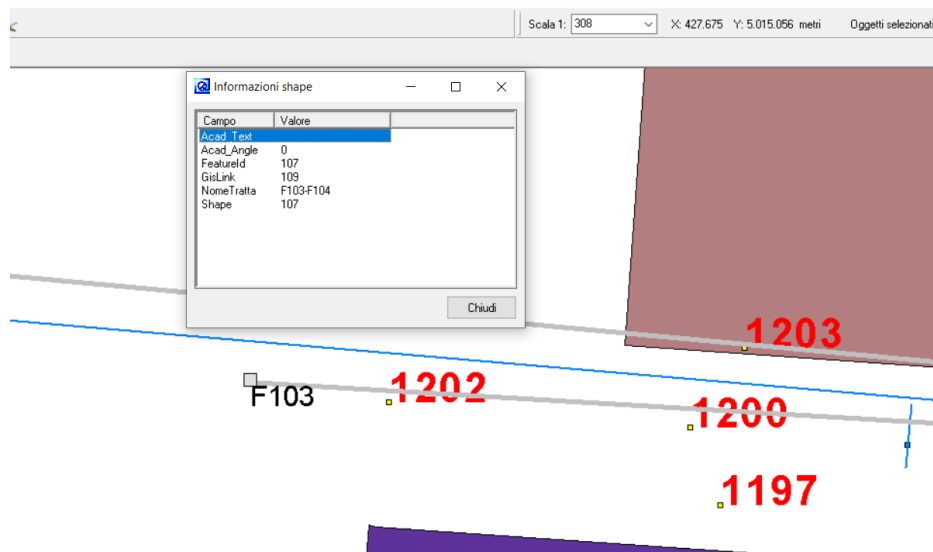 Scala 1: 308 X: 427.675 Y: 5.015.056 metri Oggetti selezionati
Informazioni shape
Campo Valore
Acad_Text
Acad_Angle 0
FeatureId 107
GisLink 109
NomeTratta F103-F104
Shape 107
Chiudi
1203
1202
F103
1200
1197